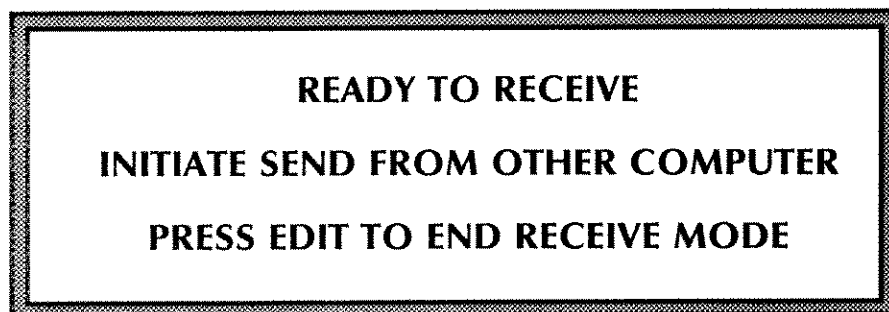 READY TO RECEIVE
INITIATE SEND FROM OTHER COMPUTER
PRESS EDIT TO END RECEIVE MODE